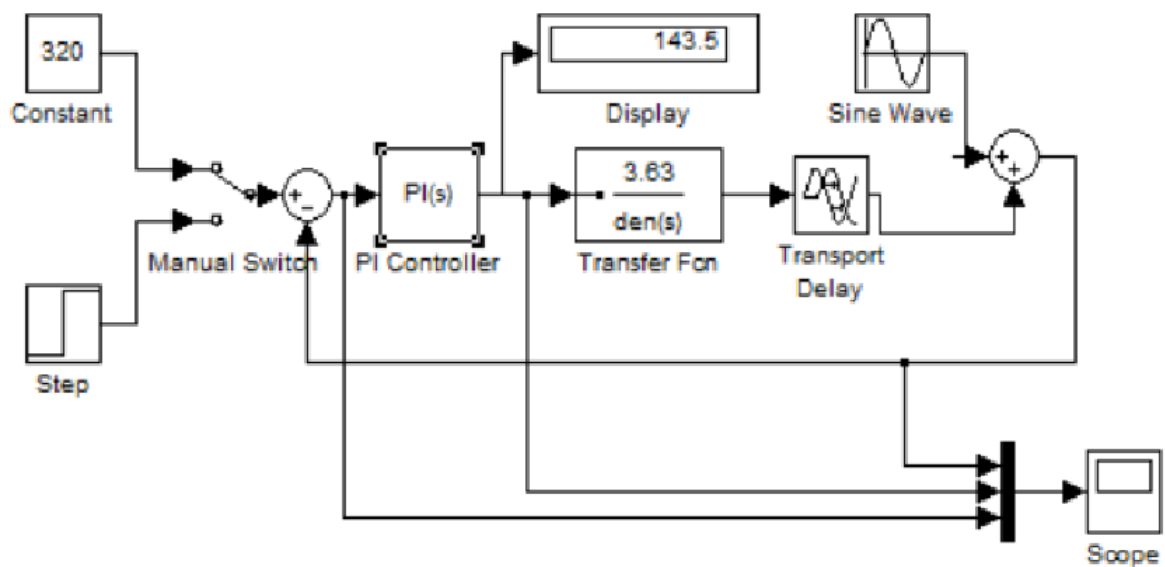 320
Constant
143.5
Display
Sine Wave
Manual Switch
PI(s)
PI Controller
3.63
den(s)
Transfer Fcn
Transport
Delay
Step
Scope